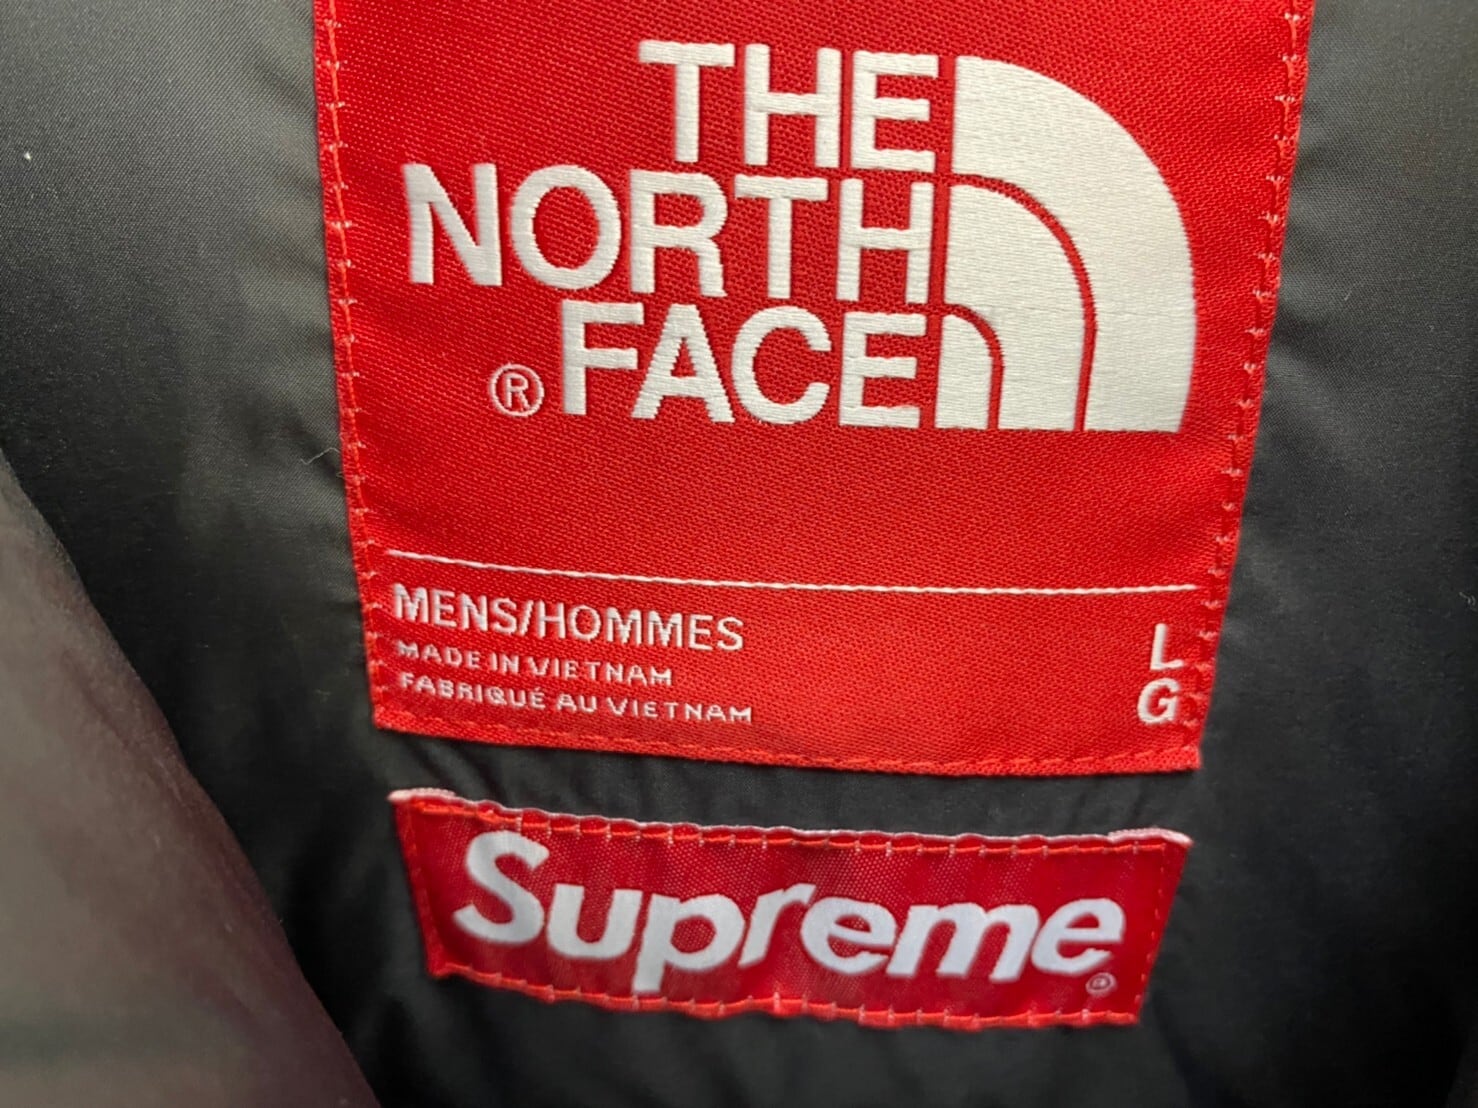 THE
NORTH
® FACE
MENS/HOMMES L
MADE IN VIETNAM
FABRIQUÉ AU VIETNAM G
Supreme®